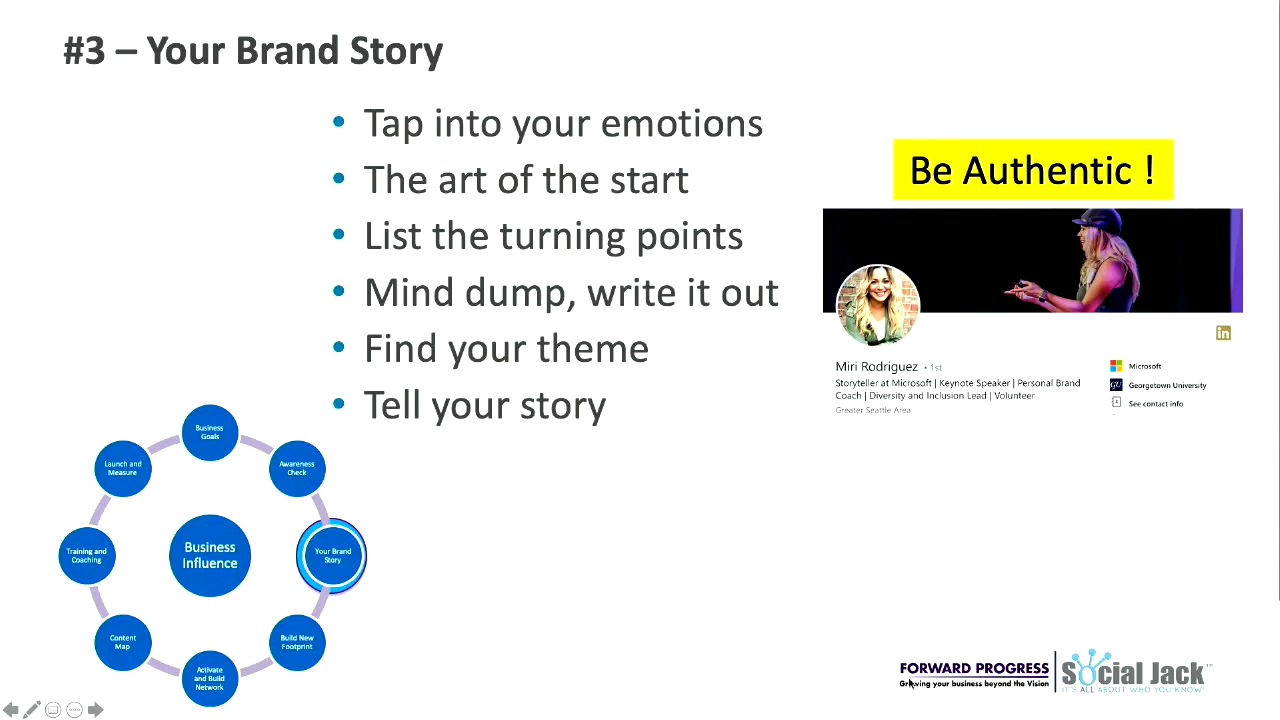 #3 – Your Brand Story
• Tap into your emotions
• The art of the start
• List the turning points
• Mind dump, write it out
• Find your theme
• Tell your story
Be Authentic !
in
Miri Rodriguez • 1st
Storyteller at Microsoft | Keynote Speaker | Personal Brand
Coach | Diversity and Inclusion Lead | Volunteer
Greater Seattle Area
Microsoft
GU
Georgetown University
See contact info
Business
Goals
Awareness
Check
Your Brand
Story
Build New
Footprint
Activate
and Build
Network
Content
Map
Training and
Coaching
Launch and
Measure
Business
Influence
FORWARD PROGRESS
Growing your business beyond the Vision
Social Jack™
IT'S ALL ABOUT WHO YOU KNOW!